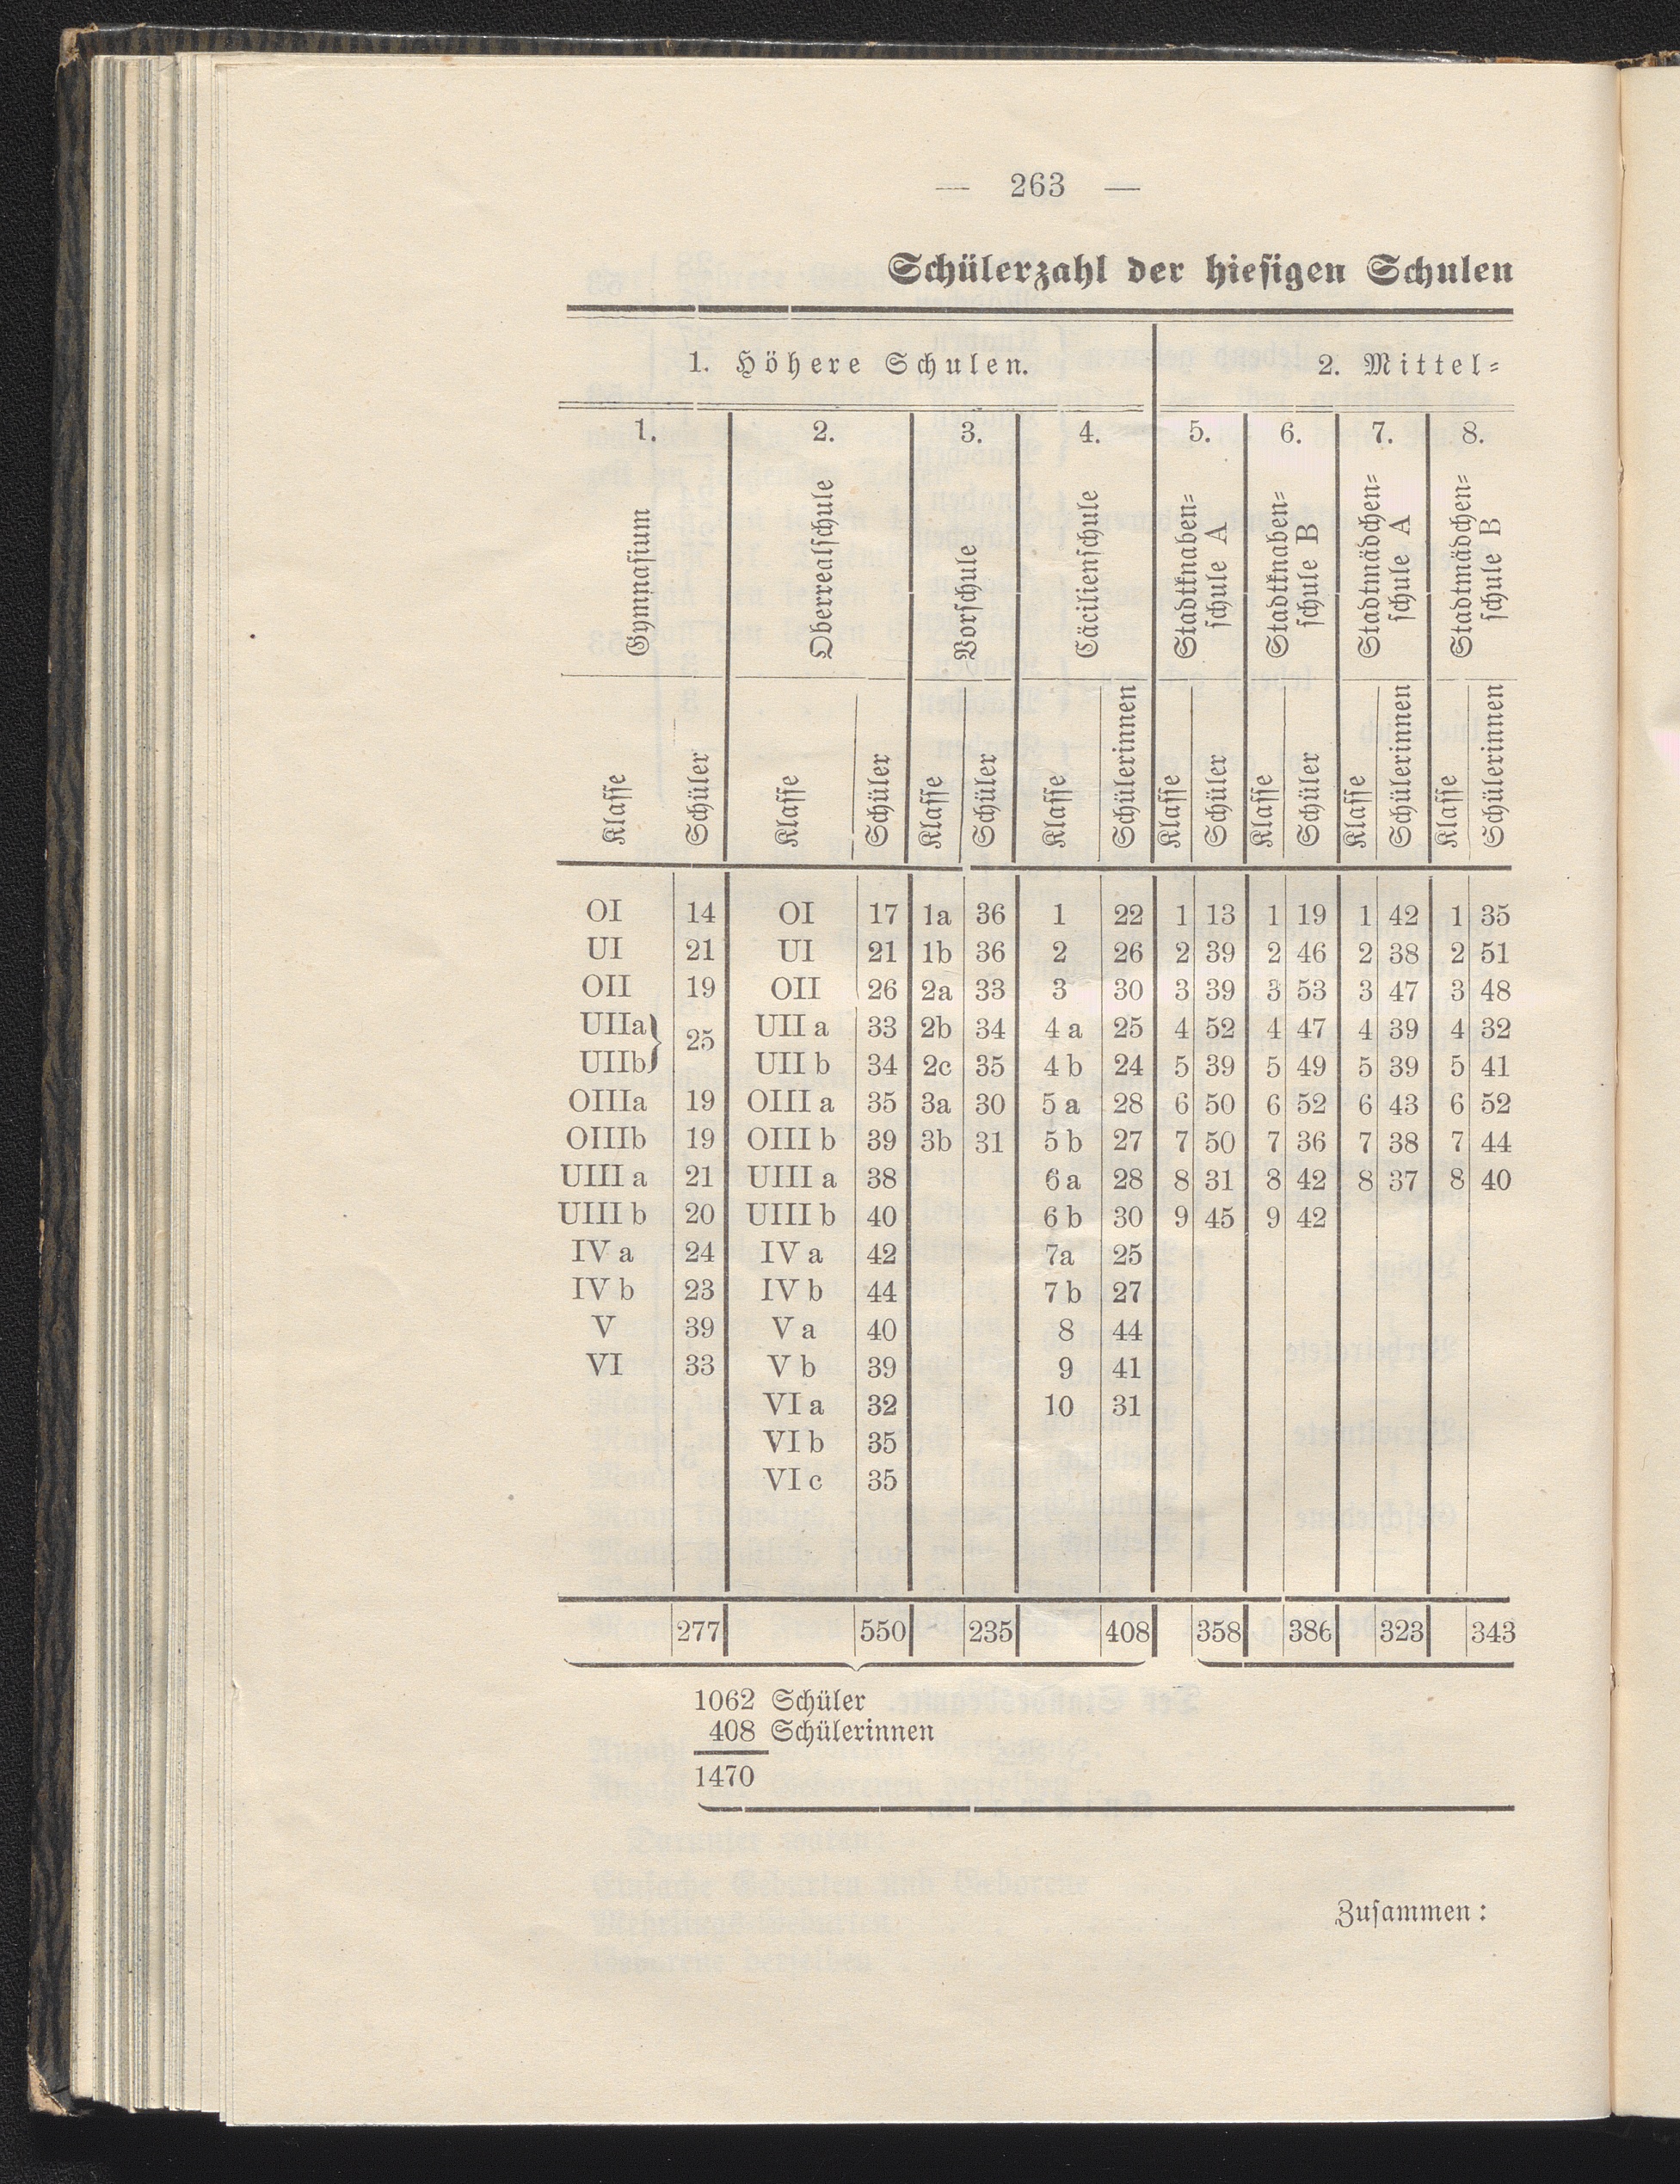 — 263 —
Schülerzahl der hiesigen Schulen
1. Höhere Schulen. 2. Mittel=
1. 2. 3. 4. 5. 6. 7. 8.
Gymnasium Oberrealschule Vorschule Cäcilienschule Stadtknaben= schule A Stadtknaben= schule B Stadtmädchen= schule A Stadtmädchen= schule B
Klasse Schüler Klasse Schüler Klasse Schüler Klasse Schülerinnen Klasse Schüler Klasse Schüler Klasse Schülerinnen Klasse Schülerinnen
OI 14 OI 17 1a 36 1 22 1 13 1 19 1 42 1 35
UI 21 UI 21 1b 36 2 26 2 39 2 46 2 38 2 51
OII 19 OII 26 2a 33 3 30 3 39 3 53 3 47 3 48
UIIa} 25 UII a 33 2b 34 4 a 25 4 52 4 47 4 39 4 32
UIIb UII b 34 2c 35 4 b 24 5 39 5 49 5 39 5 41
OIIIa 19 OIII a 35 3a 30 5 a 28 6 50 6 52 6 43 6 52
OIIIb 19 OIII b 39 3b 31 5 b 27 7 50 7 36 7 38 7 44
UIII a 21 UIII a 38 6 a 28 8 31 8 42 8 37 8 40
UIII b 20 UIII b 40 6 b 30 9 45 9 42
IV a 24 IV a 42 7a 25
IV b 23 IV b 44 7 b 27
V 39 V a 40 8 44
VI 33 V b 39 9 41
VI a 32 10 31
VI b 35
VI c 35
277 550 235 408 358 386 323 343
1062 Schüler
408 Schülerinnen
1470
Zusammen: